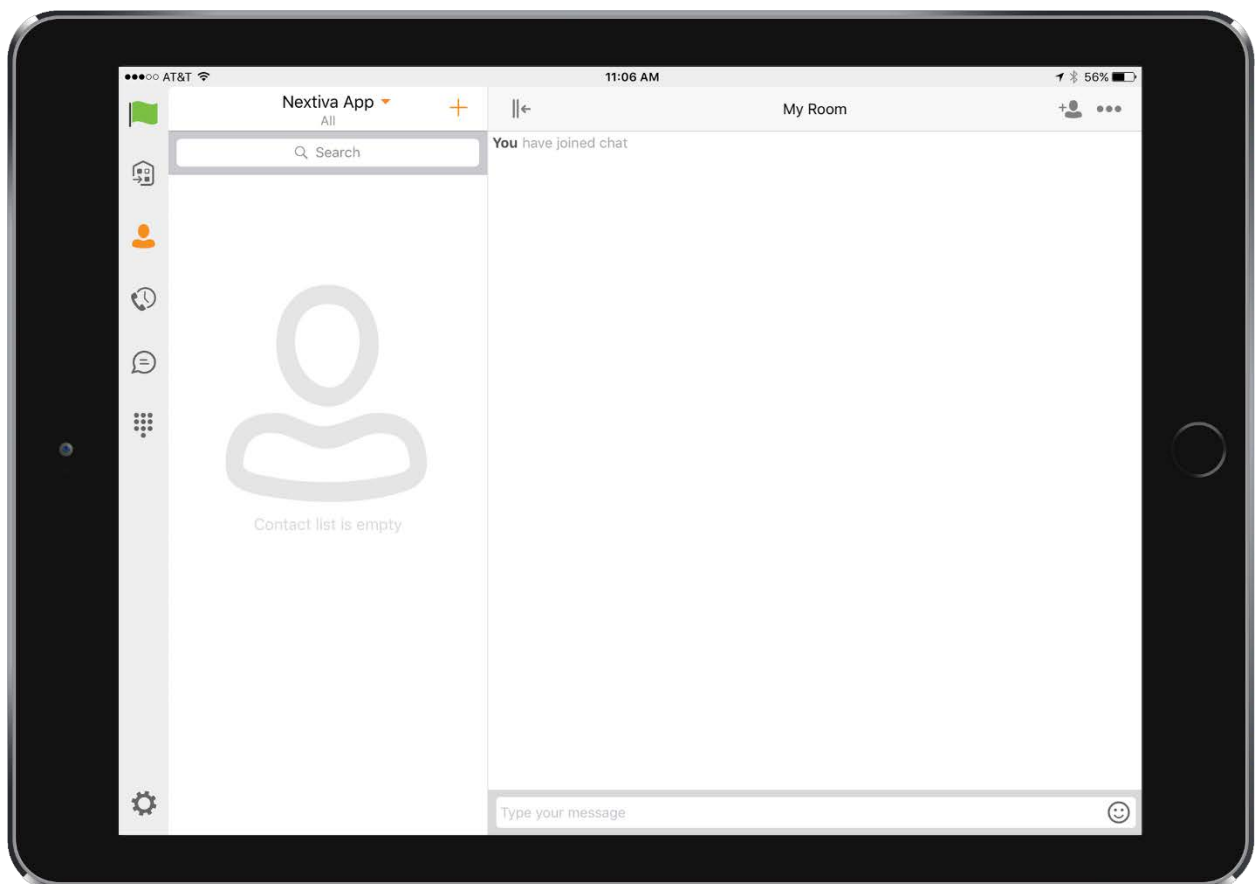 AT&T
11:06 AM
56%
Nextiva App
All
Search
Contact list is empty
My Room
You have joined chat
Type your message